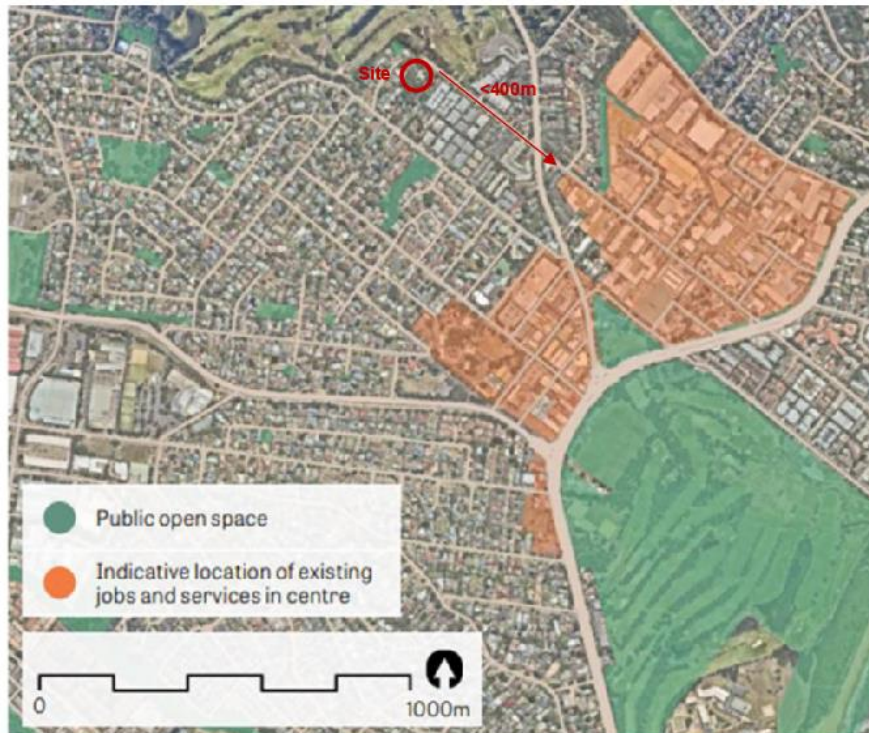 Site
<400m
Public open space
Indicative location of existing
jobs and services in centre
0
1000m